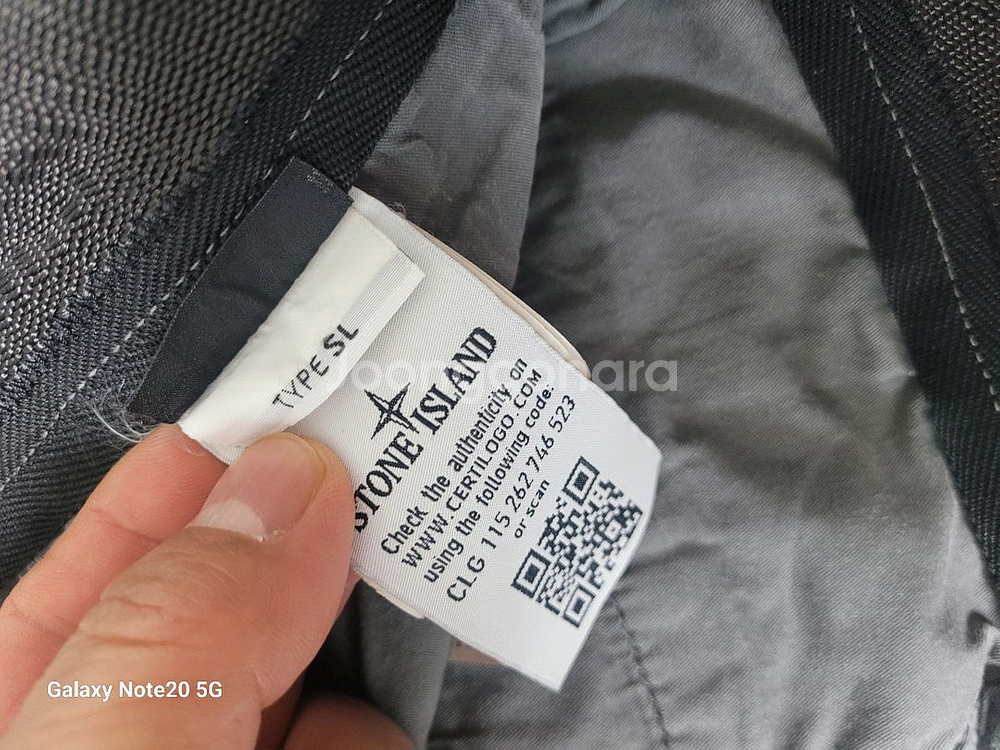 TYPE SL
STONE ISLAND
Check the authenticity on
WWW.CERTILOGO.COM
using the following code:
CLG 115 262 746 523
or scan
Joongonara
Galaxy Note20 5G